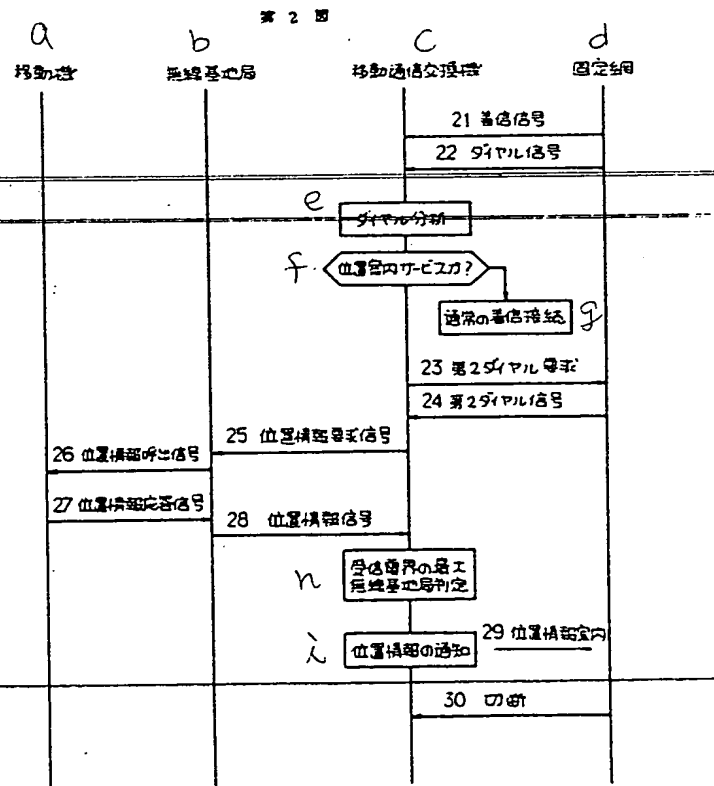 第 2 図
a
b
c
d
移動機
無線基地局
移動通信交換機
固定網
21 着信信号
22 ダイヤル信号
e
ダイヤル分析
f
位置案内サービスか?
通常の着信接続
g
23 第2ダイヤル要求
24 第2ダイヤル信号
25 位置情報要求信号
26 位置情報呼出信号
27 位置情報応答信号
28 位置情報信号
h
受信電界の最大
無線基地局判定
29 位置情報案内
i
位置情報の通知
30 切断